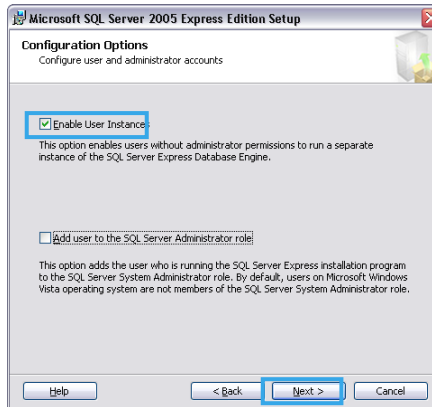 Microsoft SQL Server 2005 Express Edition Setup
Configuration Options
Configure user and administrator accounts
Enable User Instances
This option enables users without administrator permissions to run a separate
instance of the SQL Server Express Database Engine.
Add user to the SQL Server Administrator role
This option adds the user who is running the SQL Server Express installation program
to the SQL Server System Administrator role. By default, users on Microsoft Windows
Vista operating system are not members of the SQL Server System Administrator role.
Help
< Back
Next >
Cancel